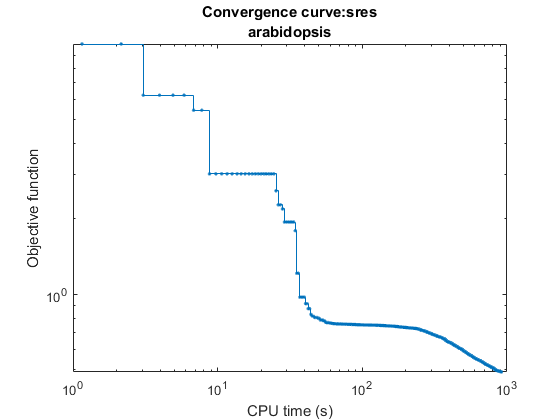 Convergence curve:sres
arabidopsis
Objective function
10^0
10^0
10^1
10^2
10^3
CPU time (s)